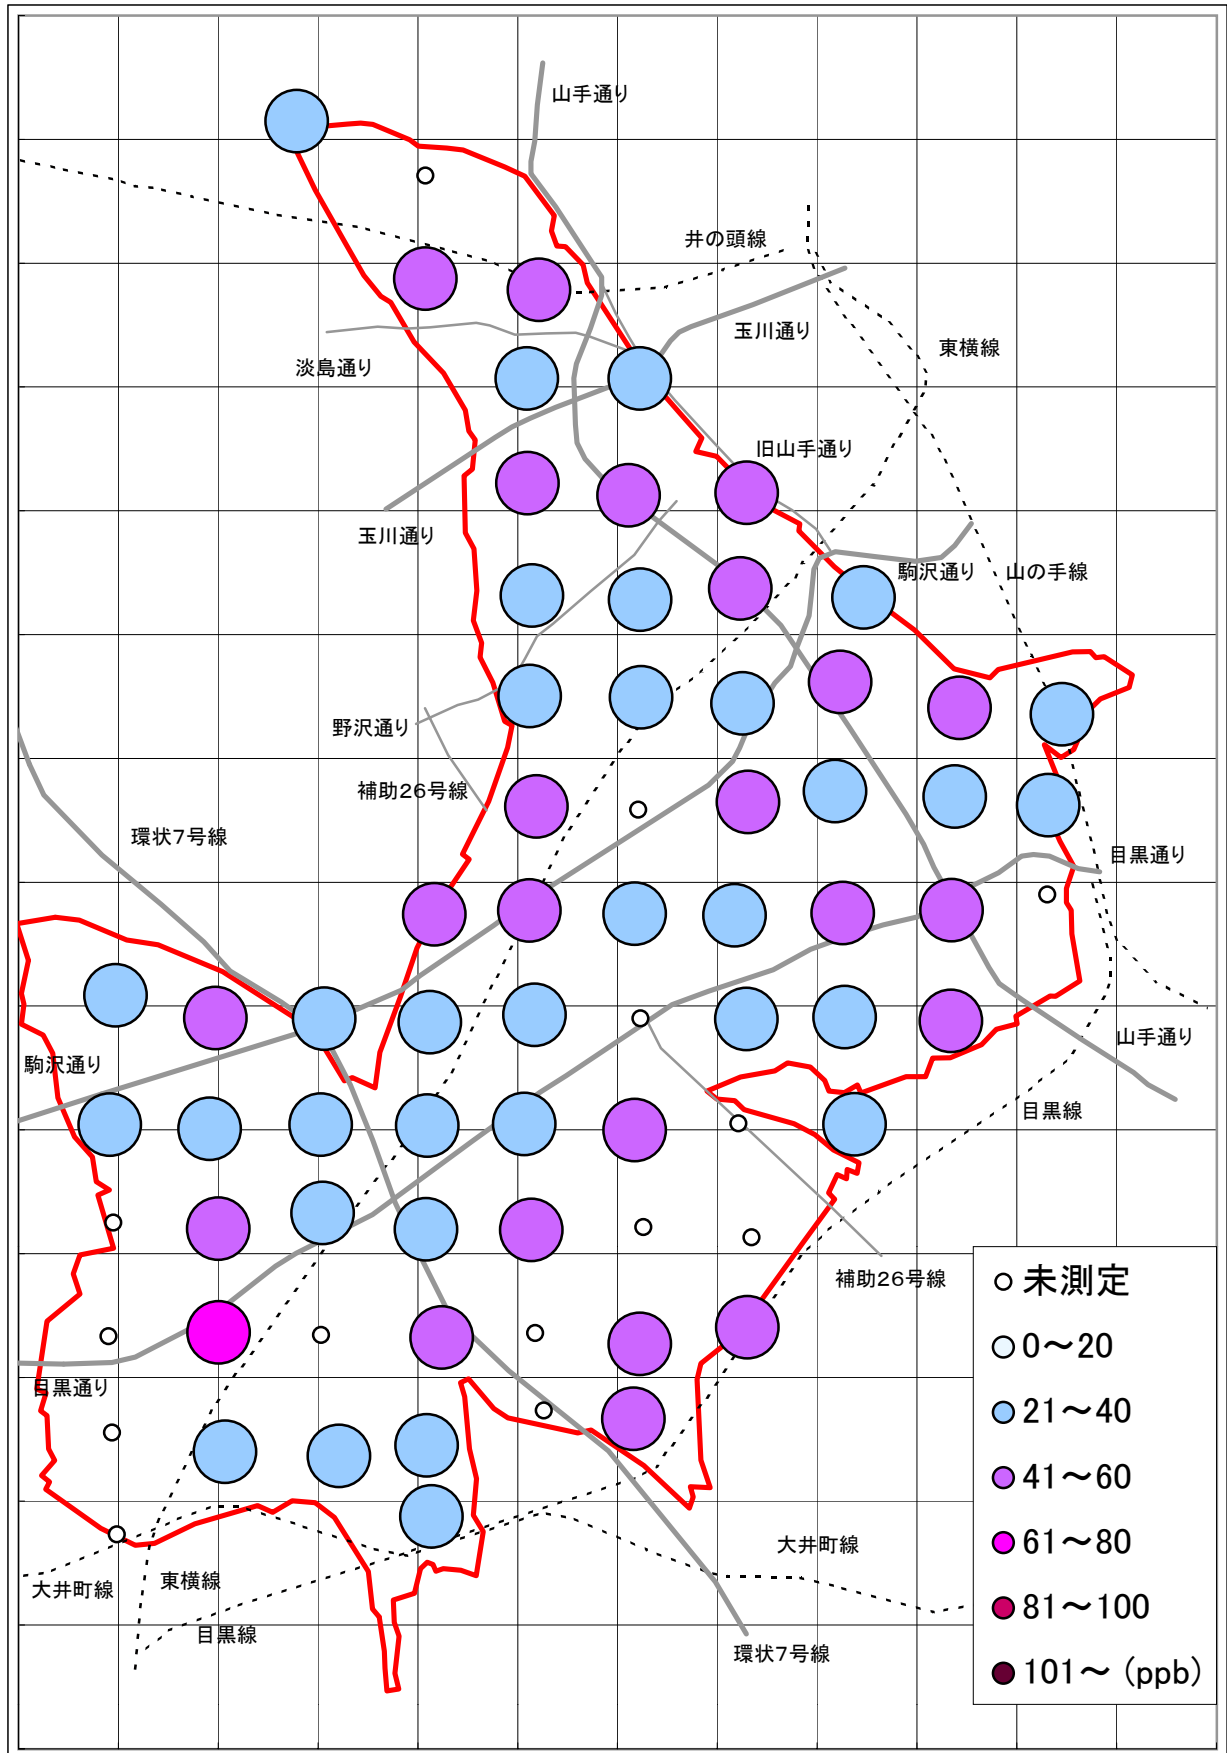 山手通り
井の頭線
玉川通り
東横線
淡島通り
旧山手通り
玉川通り
駒沢通り
山の手線
野沢通り
補助26号線
環状7号線
目黒通り
山手通り
駒沢通り
目黒線
補助26号線
目黒通り
大井町線
東横線
目黒線
大井町線
環状7号線
未測定
0～20
21～40
41～60
61～80
81～100
101～ (ppb)